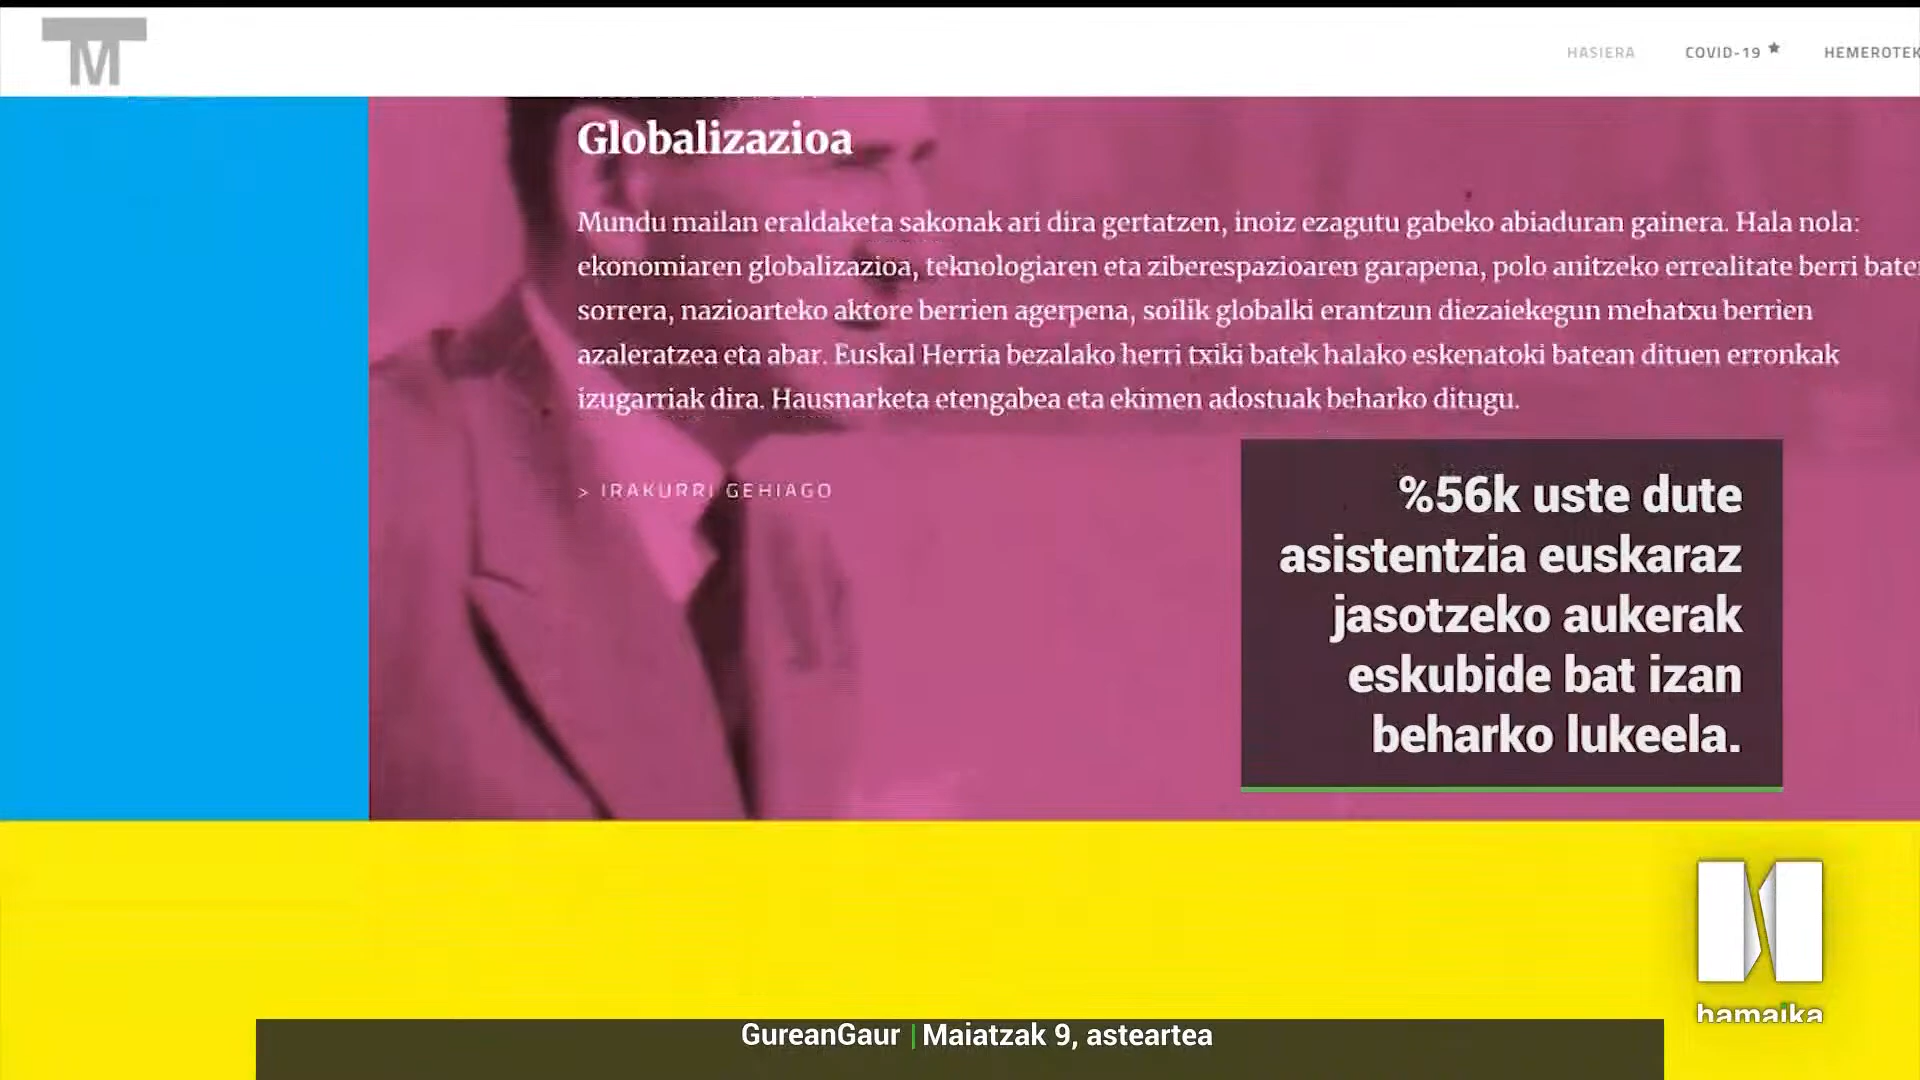 TM
HASIERA
COVID-19 ★
HEMEROTEK
Globalizazioa
Mundu mailan eraldaketa sakonak ari dira gertatzen, inoiz ezagutu gabeko abiaduran gainera. Hala nola:
ekonomiaren globalizazioa, teknologiaren eta ziberespazioaren garapena, polo anitzeko errealitate berri
sorrera, nazioarteko aktore berrien agerpena, soilik globalki erantzun diezaiekegun mehatxu berrien
azaleratzea eta abar. Euskal Herria bezalako herri txiki batek halako eskenatoki batean dituen erronkak
izugarriak dira. Hausnarketa etengabea eta ekimen adostuak beharko ditugu.
> IRAKURRI GEHIAGO
%56k uste dute
asistentzia euskaraz
jasotzeko aukerak
eskubide bat izan
beharko lukeela.
hamaika
GureanGaur | Maiatzak 9, asteartea